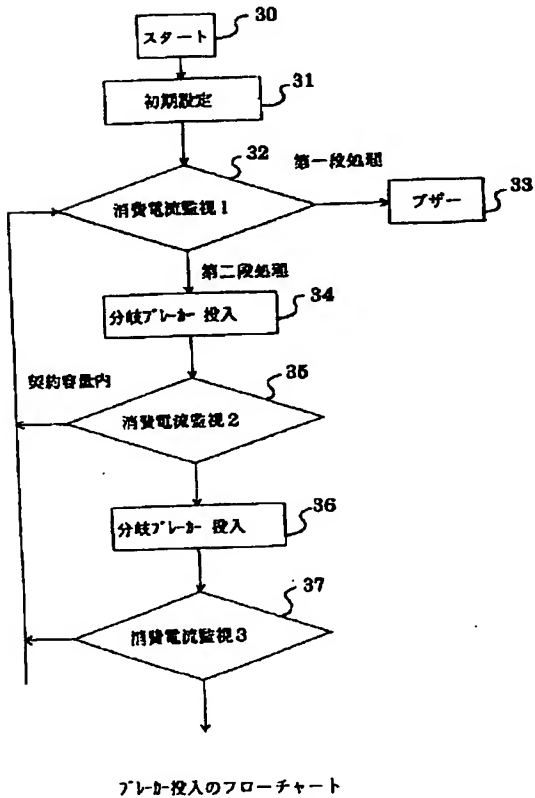 30
スタート
31
初期設定
32
第一段処理
消費電流監視1
33
ブザー
第二段処理
34
分岐ブレーカー 投入
契約容量内
35
消費電流監視2
36
分岐ブレーカー 投入
37
消費電流監視3
ブレーカー投入のフローチャート